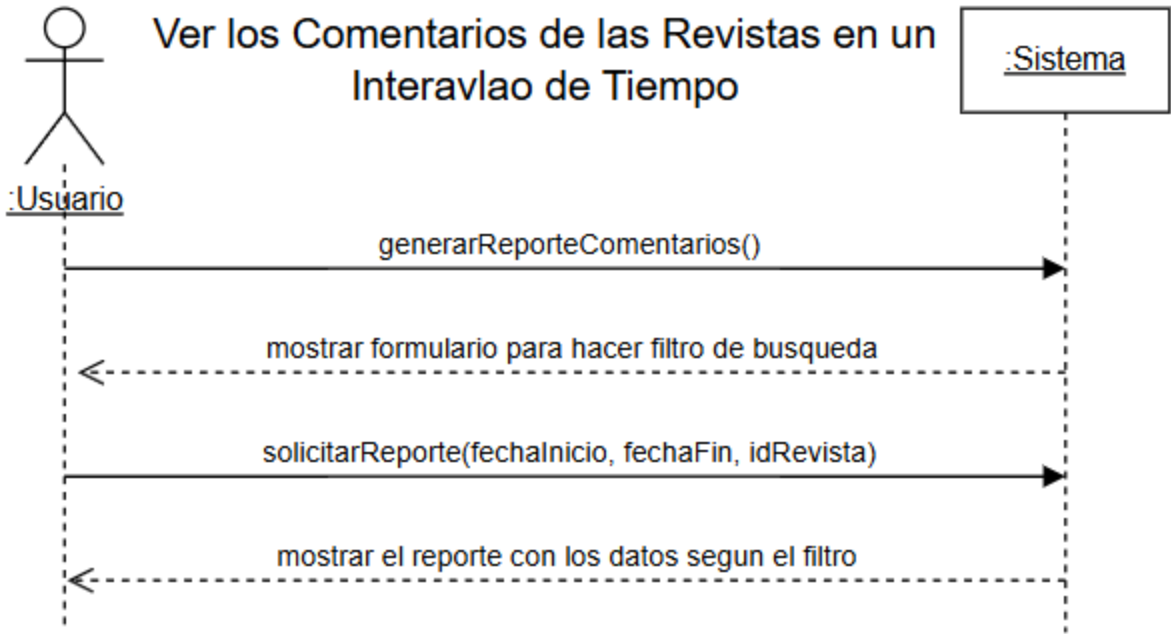 Ver los Comentarios de las Revistas en un
Interavlao de Tiempo
:Sistema
:Usuario
generarReporteComentarios()
mostrar formulario para hacer filtro de busqueda
solicitarReporte(fechaInicio, fechaFin, idRevista)
mostrar el reporte con los datos segun el filtro